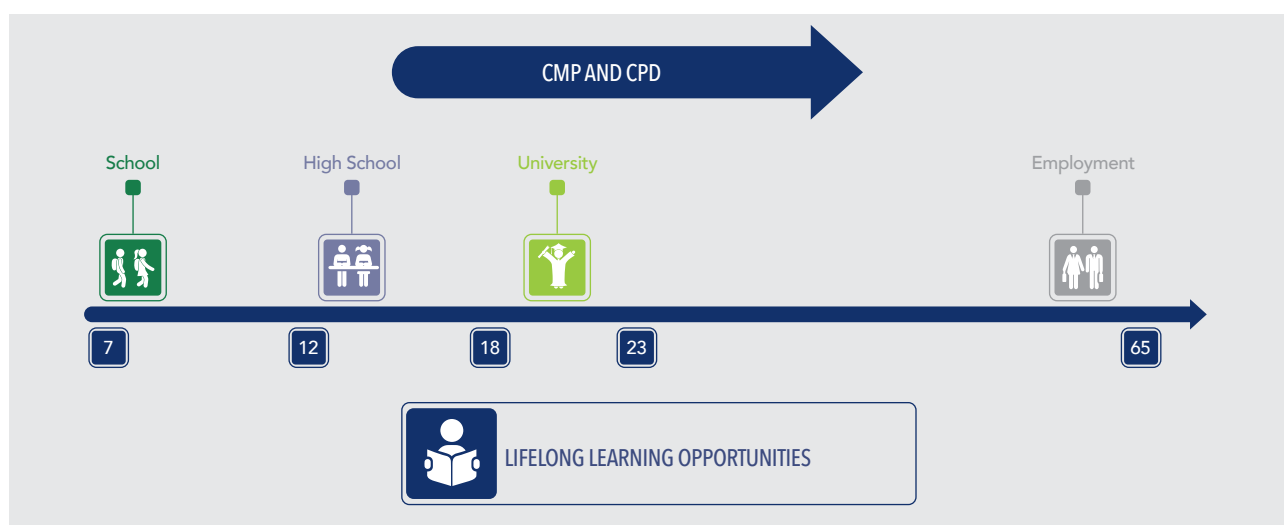 CMP AND CPD
School
High School
University
Employment
7
12
18
23
65
LIFELONG LEARNING OPPORTUNITIES